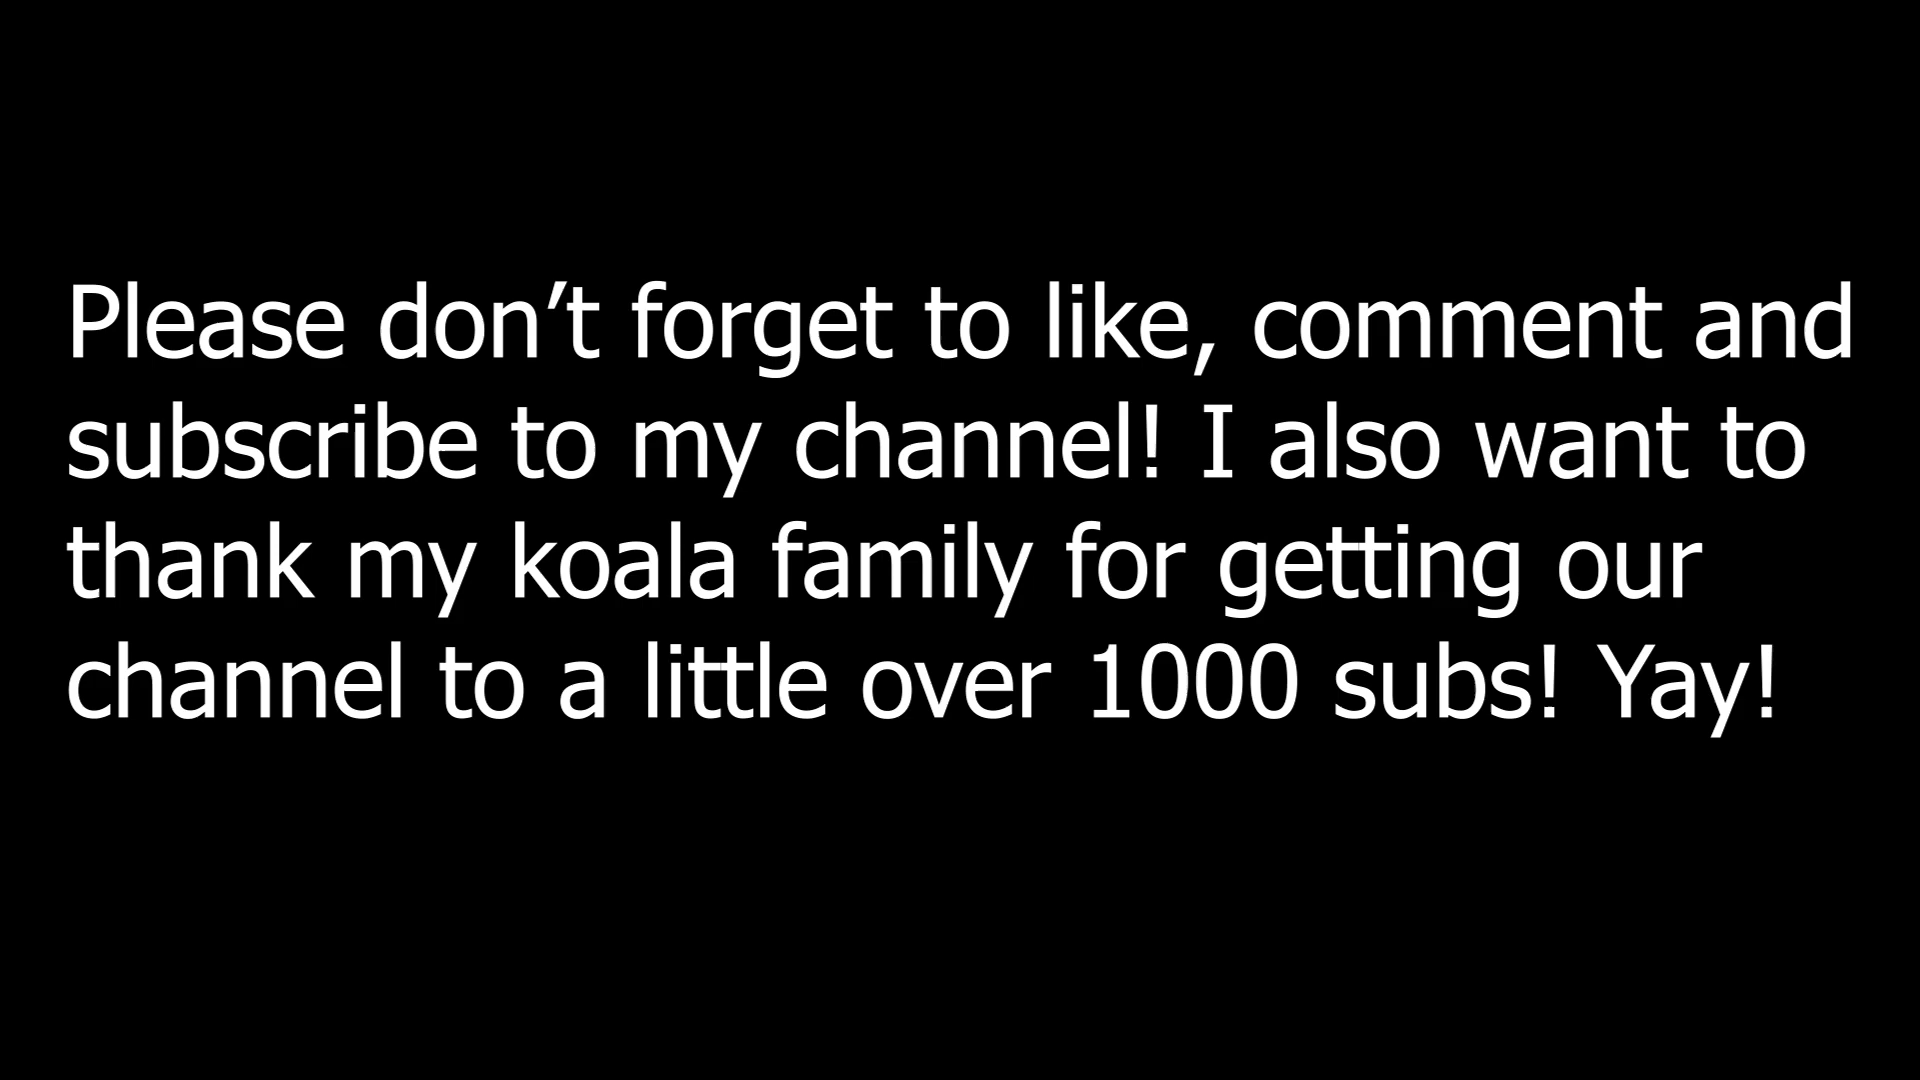 Please don’t forget to like, comment and
subscribe to my channel! I also want to
thank my koala family for getting our
channel to a little over 1000 subs! Yay!